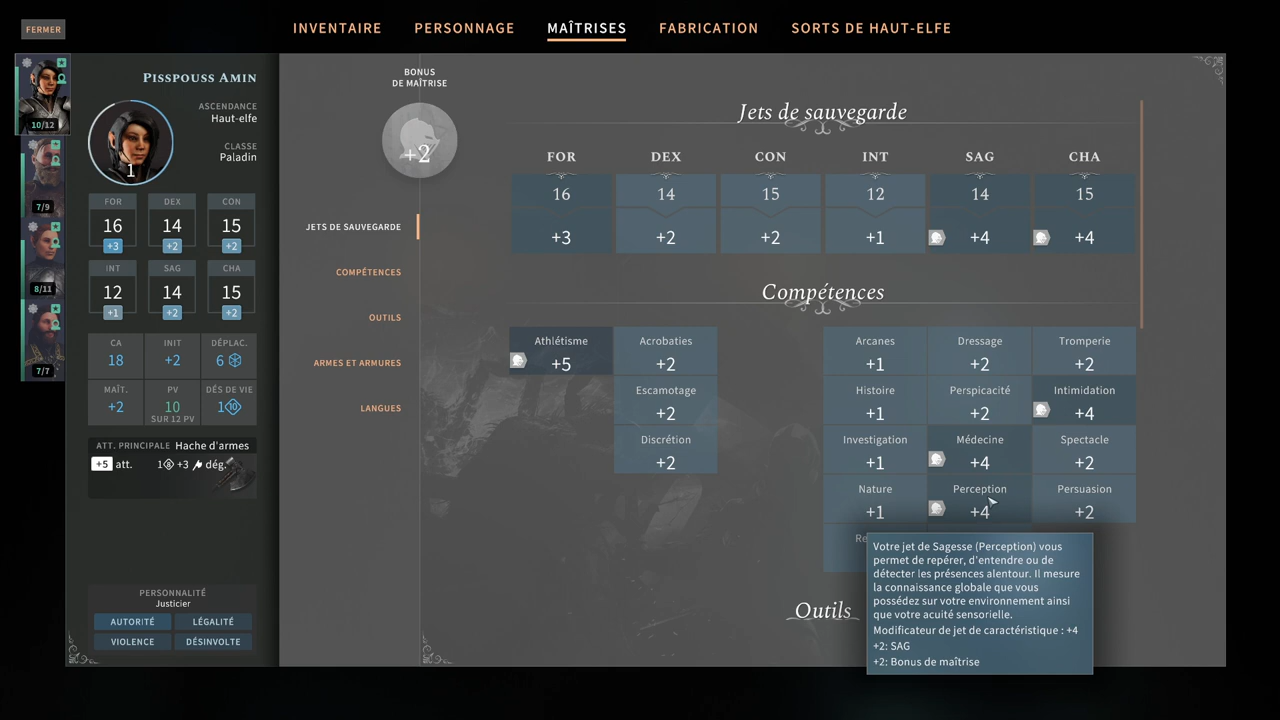 FERMER
INVENTAIRE
PERSONNAGE
MAÎTRISES
FABRICATION
SORTS DE HAUT-ELFE
10/12
7/9
8/11
7/7
Pisspouss Amin
ASCENDANCE
Haut-elfe
CLASSE
Paladin
1
FOR DEX CON
16 14 15
+3 +2 +2
INT SAG CHA
12 14 15
+1 +2 +2
CA INIT DÉPLAC.
18 +2 6
MAÎT. PV DÉS DE VIE
+2 10 1 10
SUR 12 PV
ATT. PRINCIPALE Hache d'armes
+5 att. 1 8 +3 dég.
PERSONNALITÉ
Justicier
AUTORITÉ LÉGALITÉ
VIOLENCE DÉSINVOLTE
BONUS
DE MAÎTRISE
+2
JETS DE SAUVEGARDE
COMPÉTENCES
OUTILS
ARMES ET ARMURES
LANGUES
Jets de sauvegarde
FOR DEX CON INT SAG CHA
16 14 15 12 14 15
+3 +2 +2 +1 +4 +4
Compétences
Athlétisme Acrobaties Arcanes Dressage Tromperie
+5 +2 +1 +2 +2
Escamotage Histoire Perspicacité Intimidation
+2 +1 +2 +4
Discrétion Investigation Médecine Spectacle
+2 +1 +4 +2
Nature Perception Persuasion
+1 +4 +2
Re
Votre jet de Sagesse (Perception) vous
permet de repérer, d'entendre ou de
détecter les présences alentour. Il mesure
la connaissance globale que vous
possédez sur votre environnement ainsi
que votre acuité sensorielle.
Modificateur de jet de caractéristique : +4
+2: SAG
+2: Bonus de maîtrise
Outils